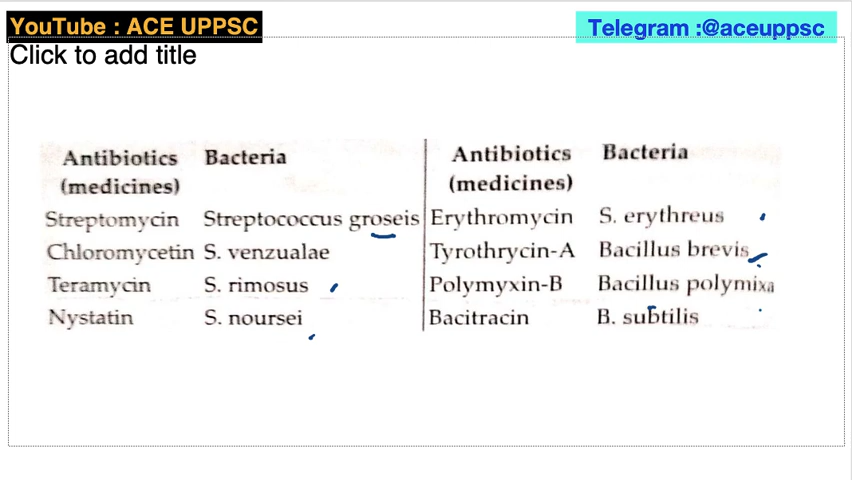 YouTube : ACE UPPSC
Telegram :@aceuppsc
Click to add title
Antibiotics (medicines) Bacteria
Streptomycin Streptococcus groseis
Chloromycetin S. venzualae
Teramycin S. rimosus
Nystatin S. noursei
Antibiotics (medicines) Bacteria
Erythromycin S. erythreus
Tyrothrycin-A Bacillus brevis
Polymyxin-B Bacillus polymixa
Bacitracin B. subtilis